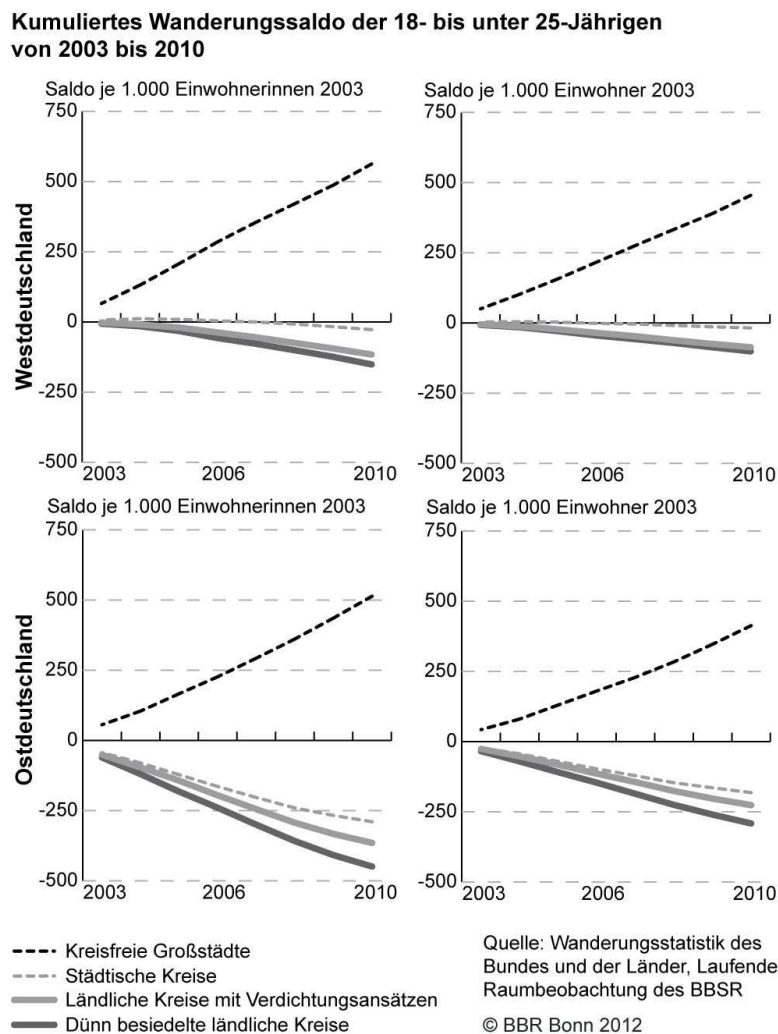 Kumuliertes Wanderungssaldo der 18- bis unter 25-Jährigen
von 2003 bis 2010
Westdeutschland
Saldo je 1.000 Einwohnerinnen 2003
750
500
250
0
-250
-500
2003 2006 2010
Saldo je 1.000 Einwohner 2003
750
500
250
0
-250
-500
2003 2006 2010
Ostdeutschland
Saldo je 1.000 Einwohnerinnen 2003
750
500
250
0
-250
-500
2003 2006 2010
Saldo je 1.000 Einwohner 2003
750
500
250
0
-250
-500
2003 2006 2010
Kreisfreie Großstädte
Städtische Kreise
Ländliche Kreise mit Verdichtungsansätzen
Dünn besiedelte ländliche Kreise
Quelle: Wanderungsstatistik des
Bundes und der Länder, Laufende
Raumbeobachtung des BBSR
© BBR Bonn 2012